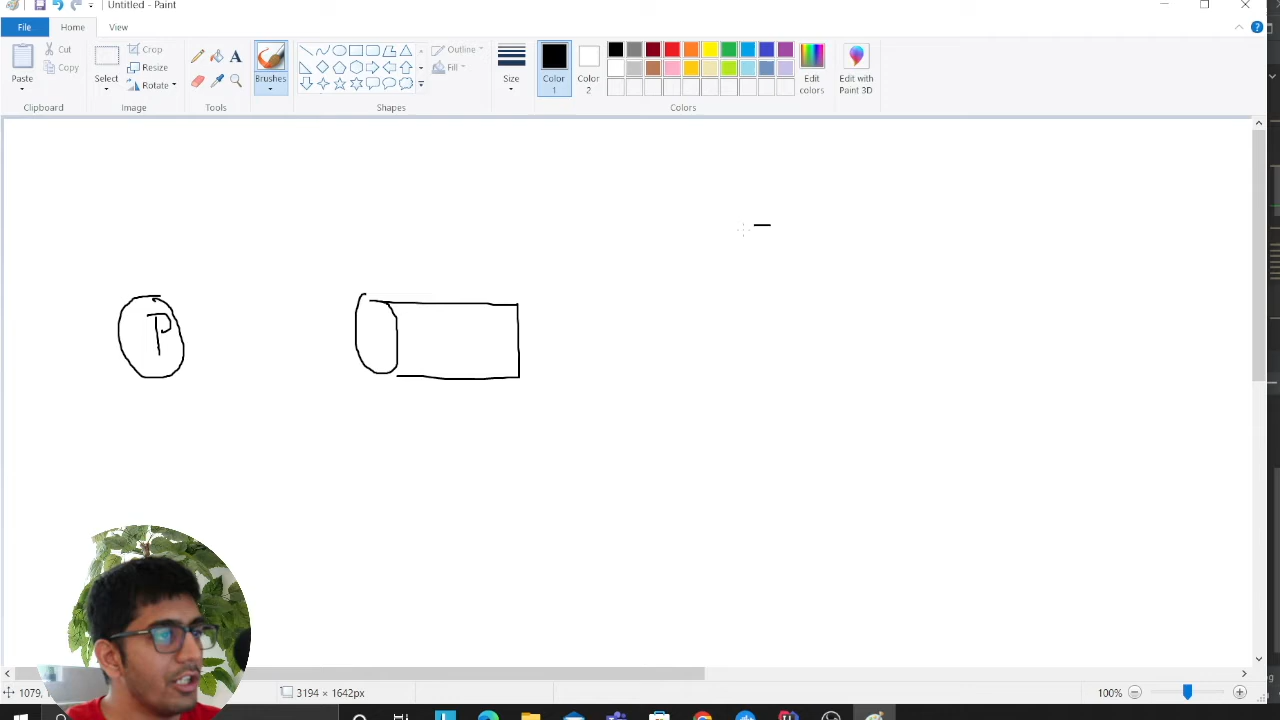 Untitled - Paint
File
Home
View
Paste
Cut
Copy
Clipboard
Select
Crop
Resize
Rotate
Image
Tools
A
Brushes
Shapes
Outline
Fill
Size
Color
1
Color
2
Edit
colors
Colors
Edit with
Paint 3D
P
3194 × 1642px
100%